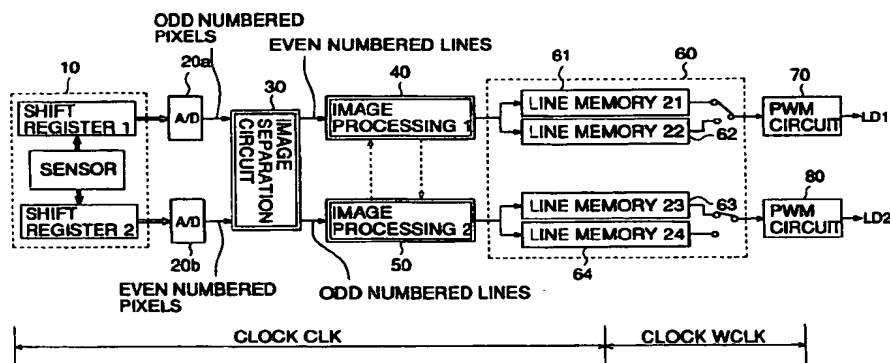 ODD NUMBERED
PIXELS
EVEN NUMBERED LINES
10
20a
30
40
61
60
70
SHIFT
REGISTER 1
A/D
IMAGE
SEPARATION
CIRCUIT
IMAGE
PROCESSING 1
LINE MEMORY 21
LINE MEMORY 22
62
PWM
CIRCUIT
LD1
SENSOR
SHIFT
REGISTER 2
A/D
20b
IMAGE
PROCESSING 2
50
LINE MEMORY 23
63
LINE MEMORY 24
64
80
PWM
CIRCUIT
LD2
EVEN NUMBERED
PIXELS
ODD NUMBERED LINES
CLOCK CLK
CLOCK WCLK